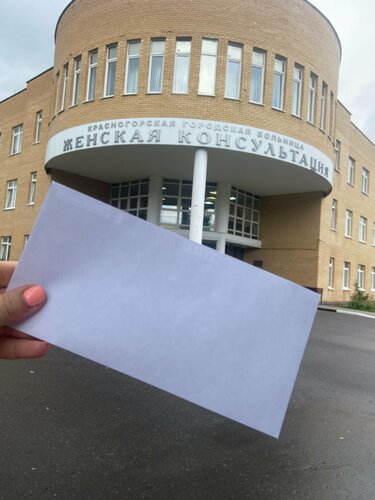 КРАСНОГОРСКАЯ ГОРОДСКАЯ БОЛЬНИЦА
ЖЕНСКАЯ КОНСУЛЬТАЦИЯ